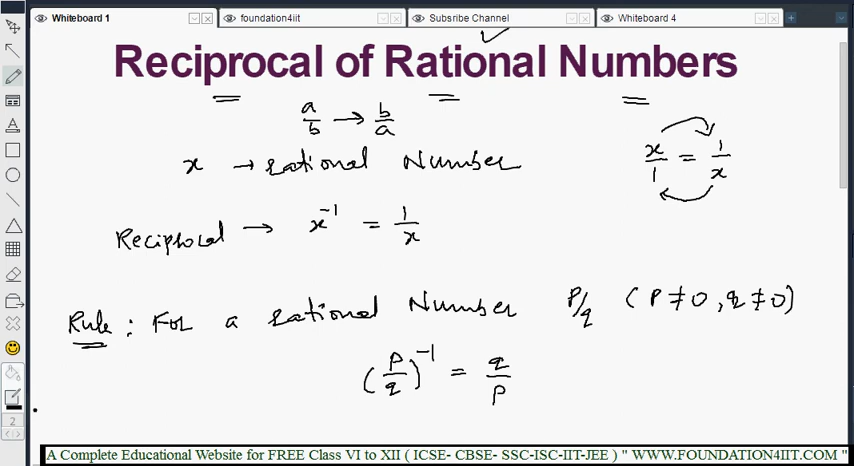 Whiteboard 1 foundation4iit Subsribe Channel Whiteboard 4
Reciprocal of Rational Numbers
a/b → b/a
x → rational Number
x/1 = 1/x
Reciprocal → x⁻¹ = 1/x
Rule : For a rational Number P/q (P≠0, q≠0)
(P/q)⁻¹ = q/P
2
A Complete Educational Website for FREE Class VI to XII ( ICSE- CBSE- SSC-ISC-IIT-JEE ) " WWW.FOUNDATION4IIT.COM "